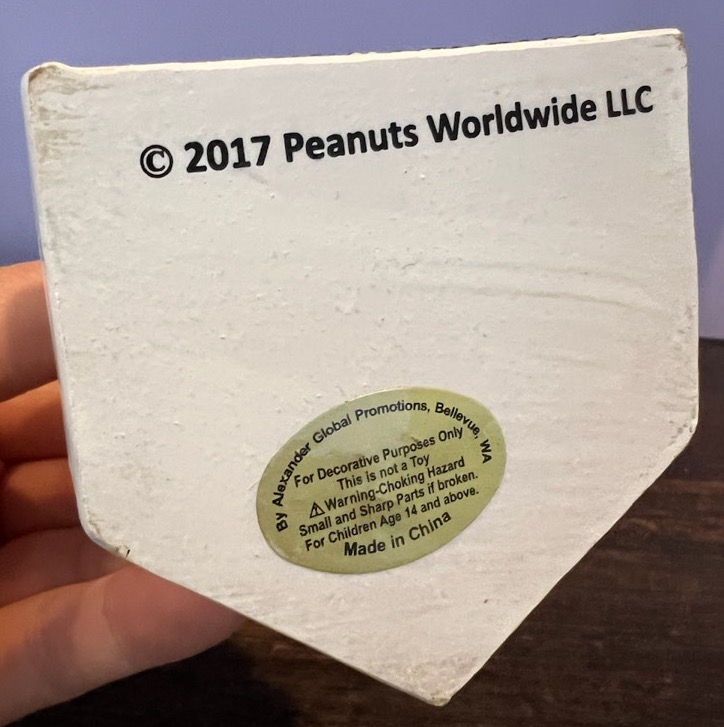 © 2017 Peanuts Worldwide LLC
By Alexander Global Promotions, Bellevue, WA
For Decorative Purposes Only
This is not a Toy
⚠Warning-Choking Hazard
Small and Sharp Parts if broken.
For Children Age 14 and above.
Made in China